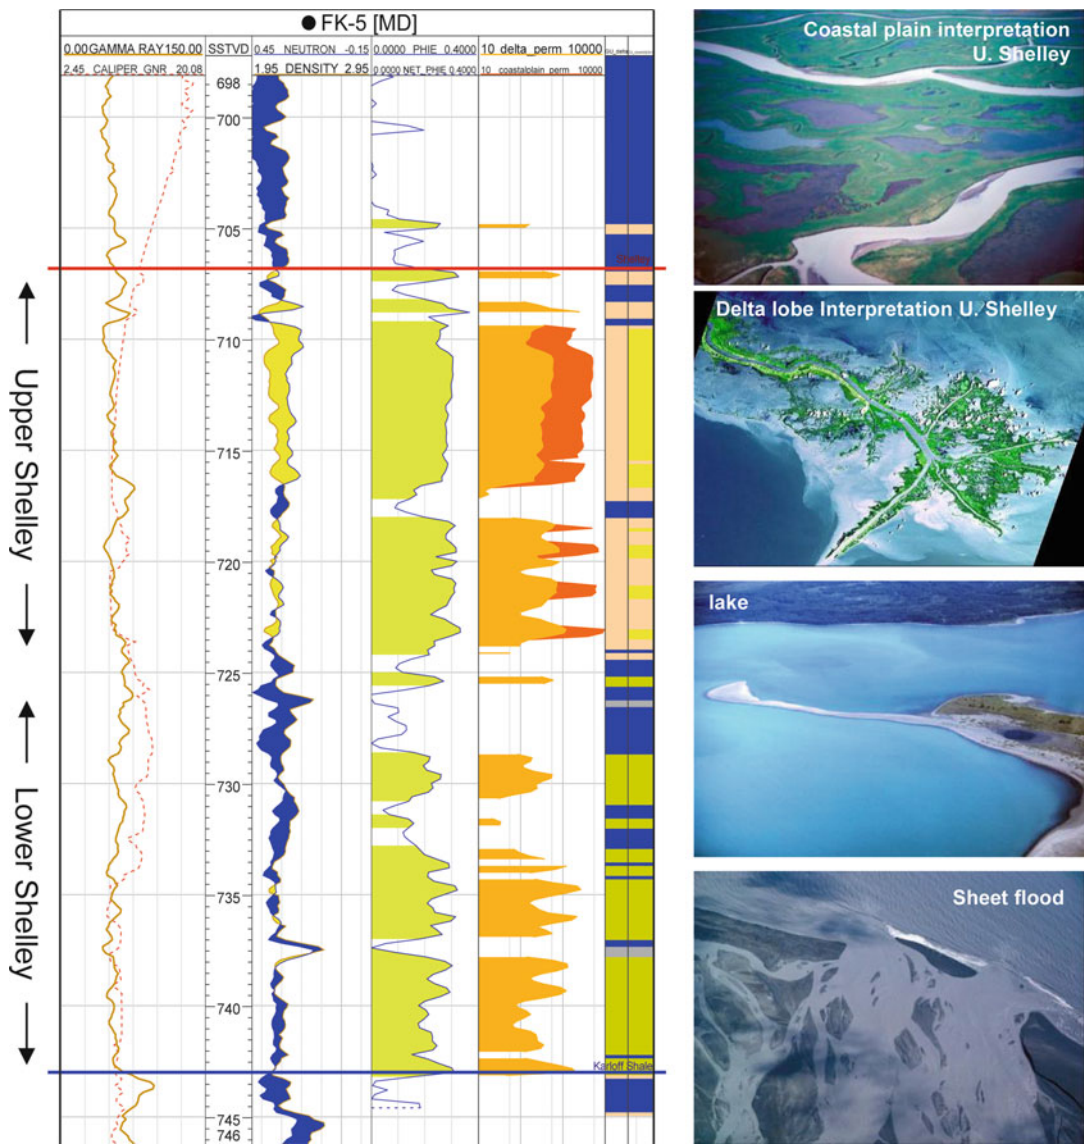 ● FK-5 [MD]
0.00 GAMMA RAY 150.00
SSTVD
0.45 NEUTRON -0.15
0.0000 PHIE 0.4000
10 delta_perm 10000
2.45 CALIPER_GNR 20.08
1.95 DENSITY 2.95
0.0000 NET_PHIE 0.4000
10 coastalplain_perm 10000
698
700
705
Shelley
710
715
720
725
730
735
740
Karloff Shale
745
746
Upper Shelley
Lower Shelley
Coastal plain interpretation
U. Shelley
Delta lobe Interpretation U. Shelley
lake
Sheet flood